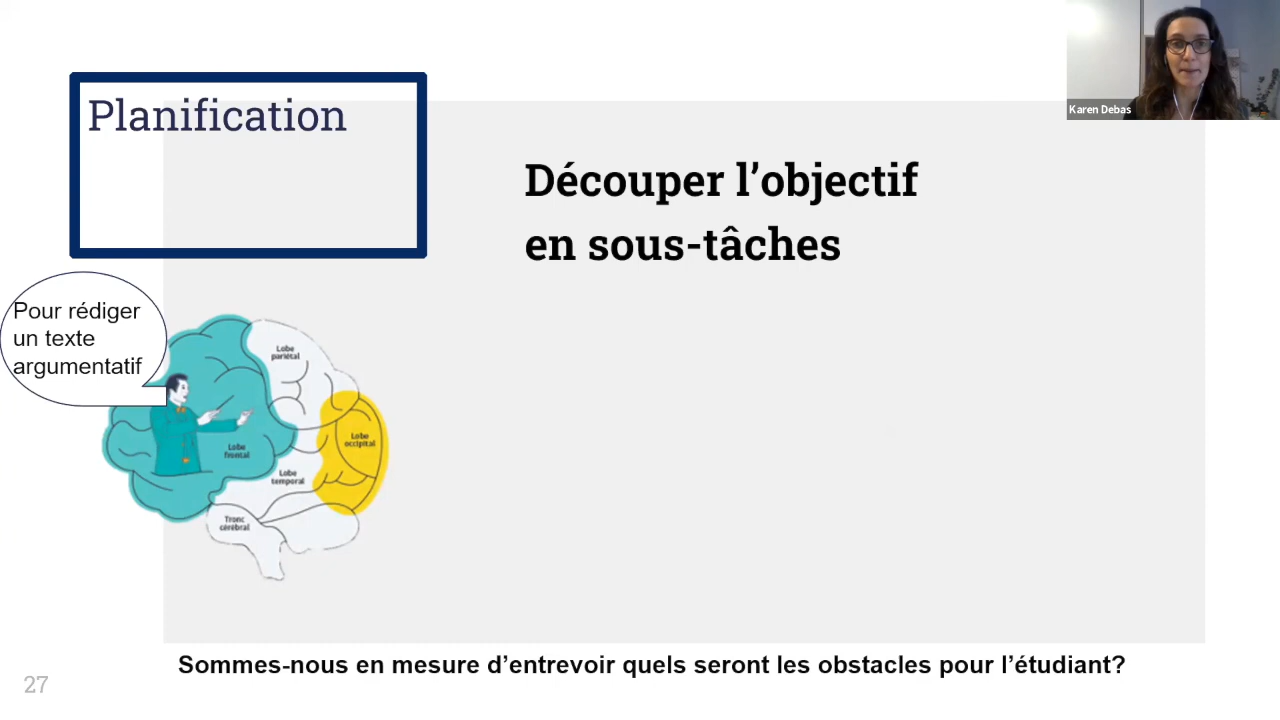 Karen Debas
Planification
Découper l’objectif
en sous-tâches
Pour rédiger
un texte
argumentatif
Lobe
pariétal
Lobe
occipital
Lobe
frontal
Lobe
temporal
Tronc
cérébral
Sommes-nous en mesure d’entrevoir quels seront les obstacles pour l’étudiant?
27